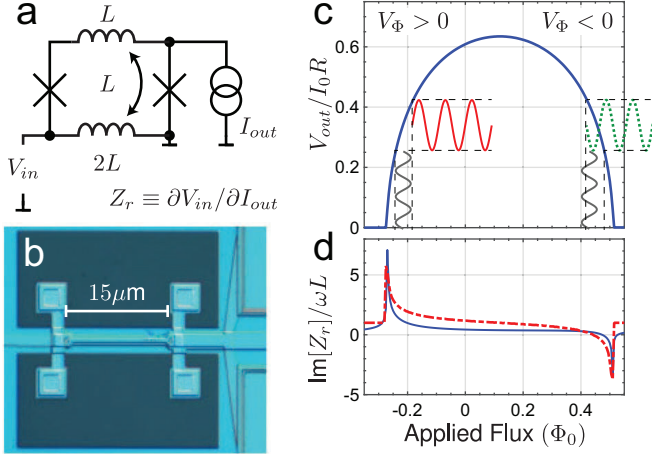 a
L
L
2L
V_in
I_out
Z_r ≡ ∂V_in/∂I_out
b
15μm
c
V_Φ > 0
V_Φ < 0
V_out/I_0R
0.6
0.4
0.2
0
d
Im[Z_r]/ωL
5
0
-5
-0.2
0
0.2
0.4
Applied Flux (Φ_0)